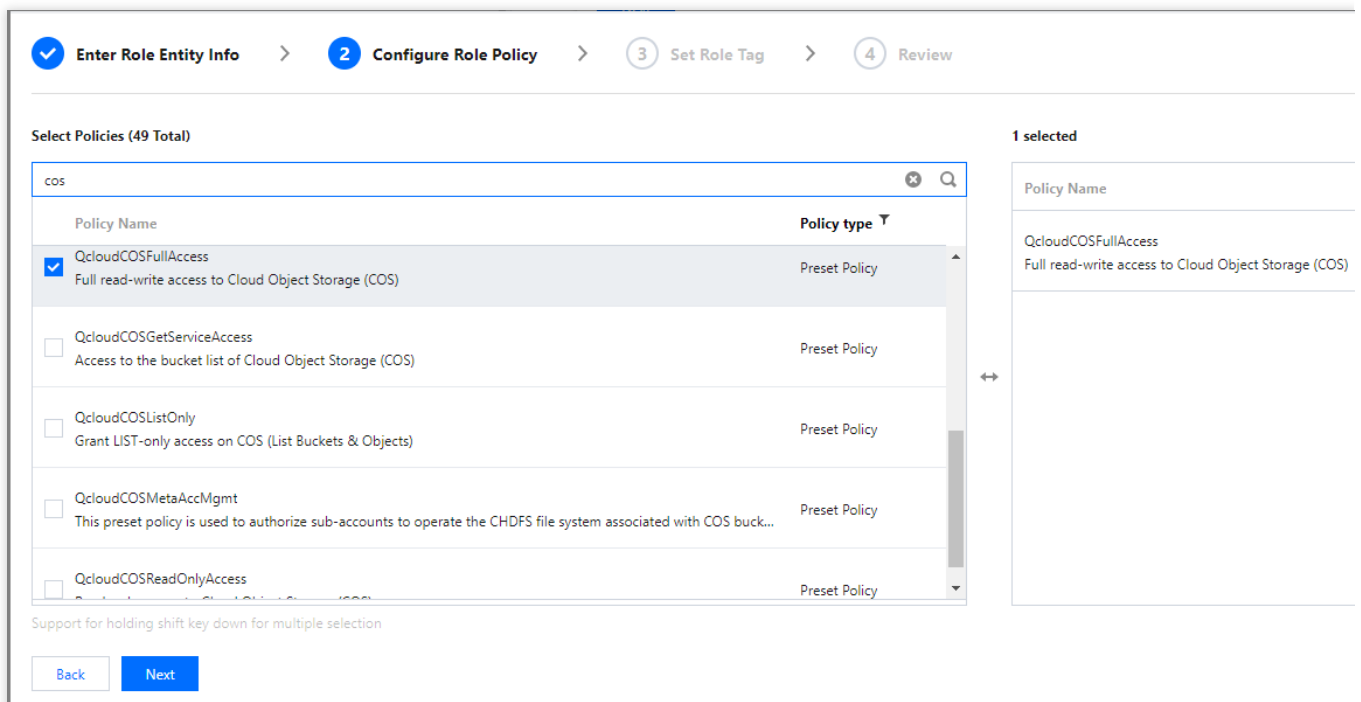 Enter Role Entity Info
2 Configure Role Policy
3 Set Role Tag
4 Review
Select Policies (49 Total)
cos
Policy Name Policy type
QcloudCOSFullAccess
Full read-write access to Cloud Object Storage (COS)
Preset Policy
QcloudCOSGetServiceAccess
Access to the bucket list of Cloud Object Storage (COS)
Preset Policy
QcloudCOSListOnly
Grant LIST-only access on COS (List Buckets & Objects)
Preset Policy
QcloudCOSMetaAccMgmt
This preset policy is used to authorize sub-accounts to operate the CHDFS file system associated with COS buck...
Preset Policy
QcloudCOSReadOnlyAccess
Preset Policy
Support for holding shift key down for multiple selection
Back
Next
1 selected
Policy Name
QcloudCOSFullAccess
Full read-write access to Cloud Object Storage (COS)